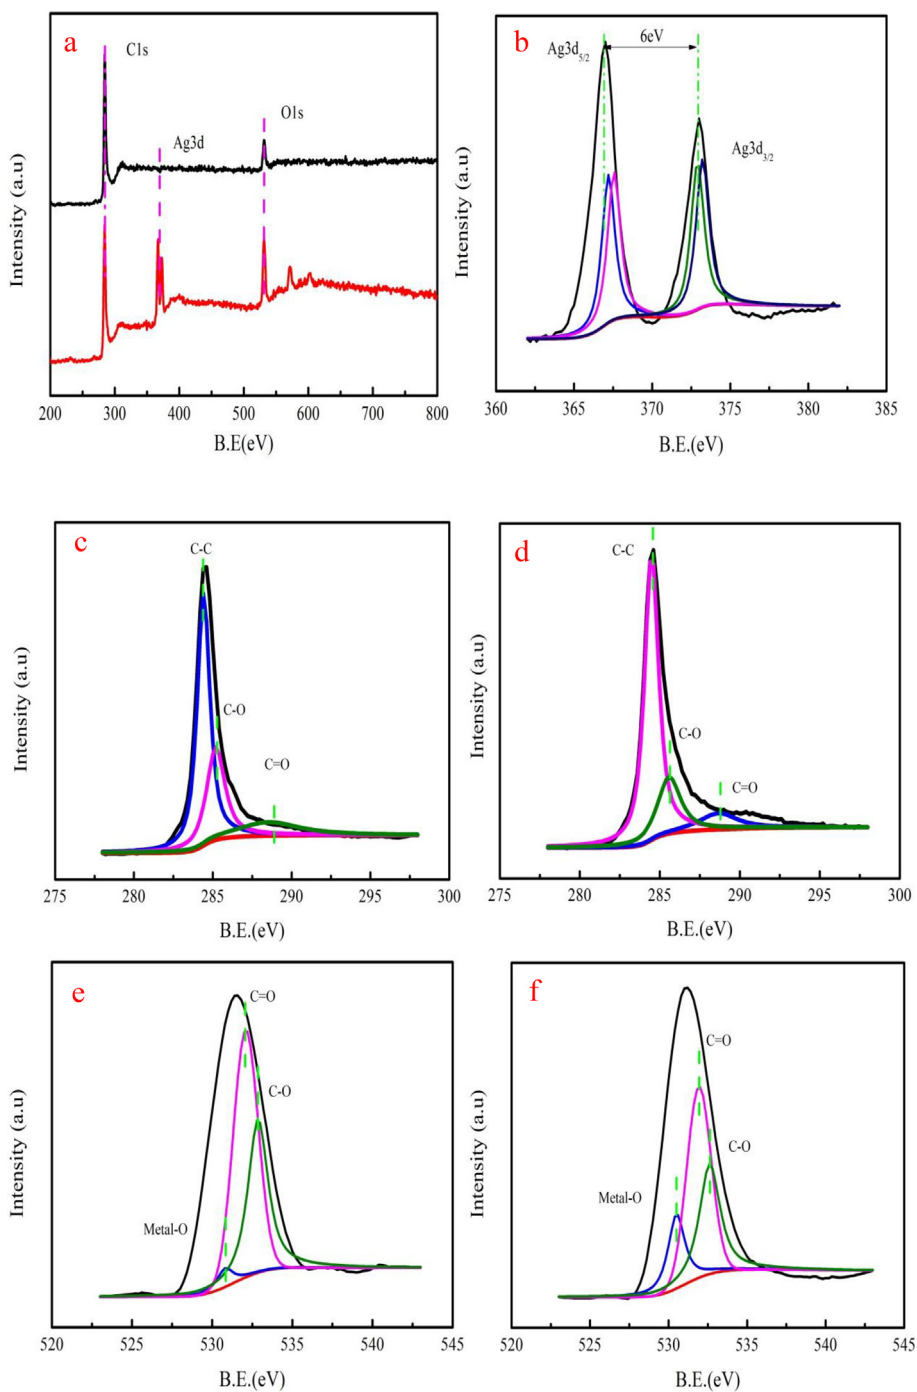 a
C1s
Ag3d
O1s
Intensity (a.u)
200 300 400 500 600 700 800
B.E(eV)
b
Ag3d5/2
6eV
Ag3d3/2
Intensity (a.u)
360 365 370 375 380 385
B.E.(eV)
c
C-C
C-O
C=O
Intensity (a.u)
275 280 285 290 295 300
B.E.(eV)
d
C-C
C-O
C=O
Intensity (a.u)
275 280 285 290 295 300
B.E.(eV)
e
C=O
C-O
Metal-O
Intensity (a.u)
520 525 530 535 540 545
B.E.(eV)
f
C=O
C-O
Metal-O
Intensity (a.u)
520 525 530 535 540 545
B.E.(eV)